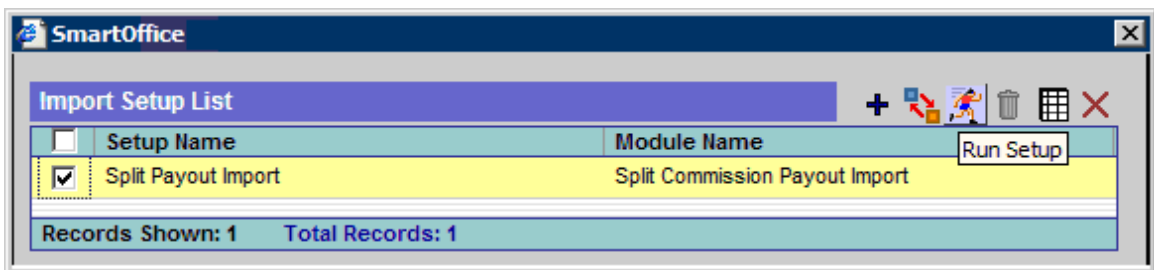 SmartOffice
Import Setup List
Setup Name Module Name
Run Setup
Split Payout Import Split Commission Payout Import
Records Shown: 1 Total Records: 1